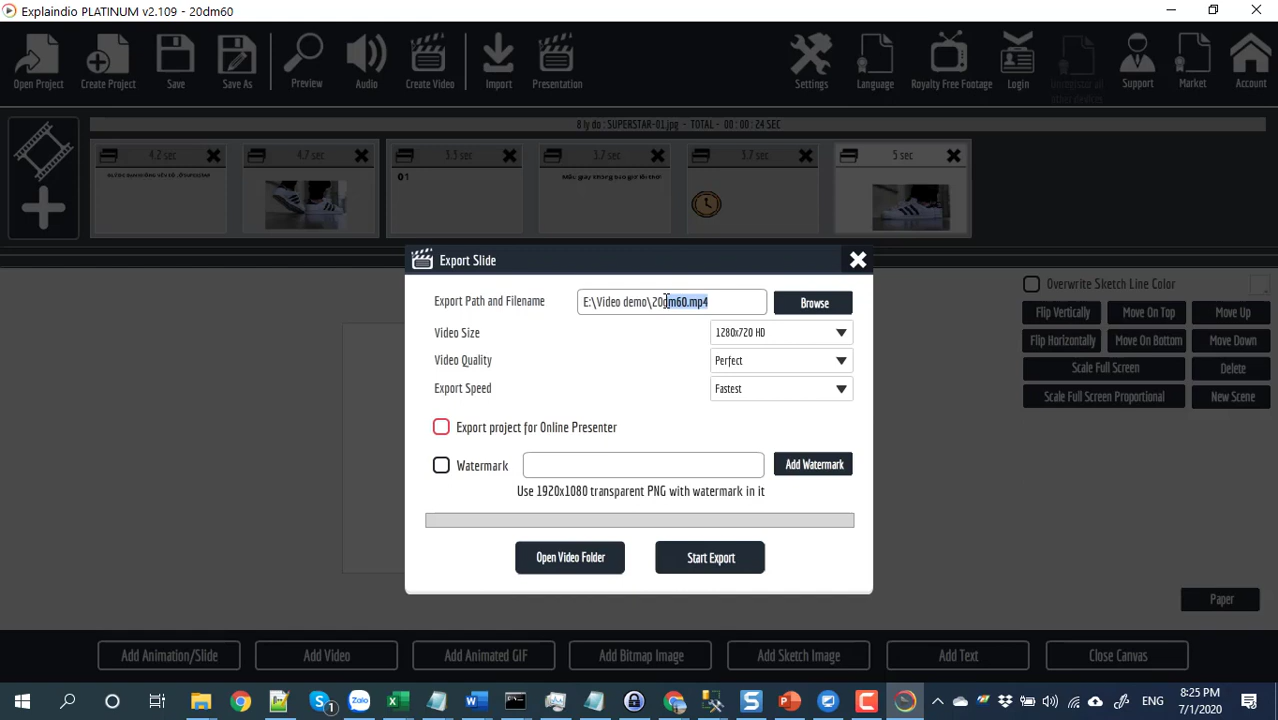 Explaindio PLATINUM v2.109 - 20dm60
Open Project
Create Project
Save
Save As
Preview
Audio
Create Video
Import
Presentation
Settings
Language
Royalty Free Footage
Login
Unregister all
other devices
Support
Market
Account
8 ly do : SUPERSTAR-01.jpg - TOTAL - 00 : 00 : 24 SEC
4.2 sec
4.7 sec
3.3 sec
3.7 sec
3.7 sec
5 sec
01
Export Slide
Export Path and Filename
E:\Video demo\20dm60.mp4
Browse
Video Size
1280x720 HD
Video Quality
Perfect
Export Speed
Fastest
Export project for Online Presenter
Watermark
Add Watermark
Use 1920x1080 transparent PNG with watermark in it
Open Video Folder
Start Export
Overwrite Sketch Line Color
Flip Vertically
Move On Top
Move Up
Flip Horizontally
Move On Bottom
Move Down
Scale Full Screen
Delete
Scale Full Screen Proportional
New Scene
Paper
Add Animation/Slide
Add Video
Add Animated GIF
Add Bitmap Image
Add Sketch Image
Add Text
Close Canvas
1
Zalo
ENG
8:25 PM
7/1/2020